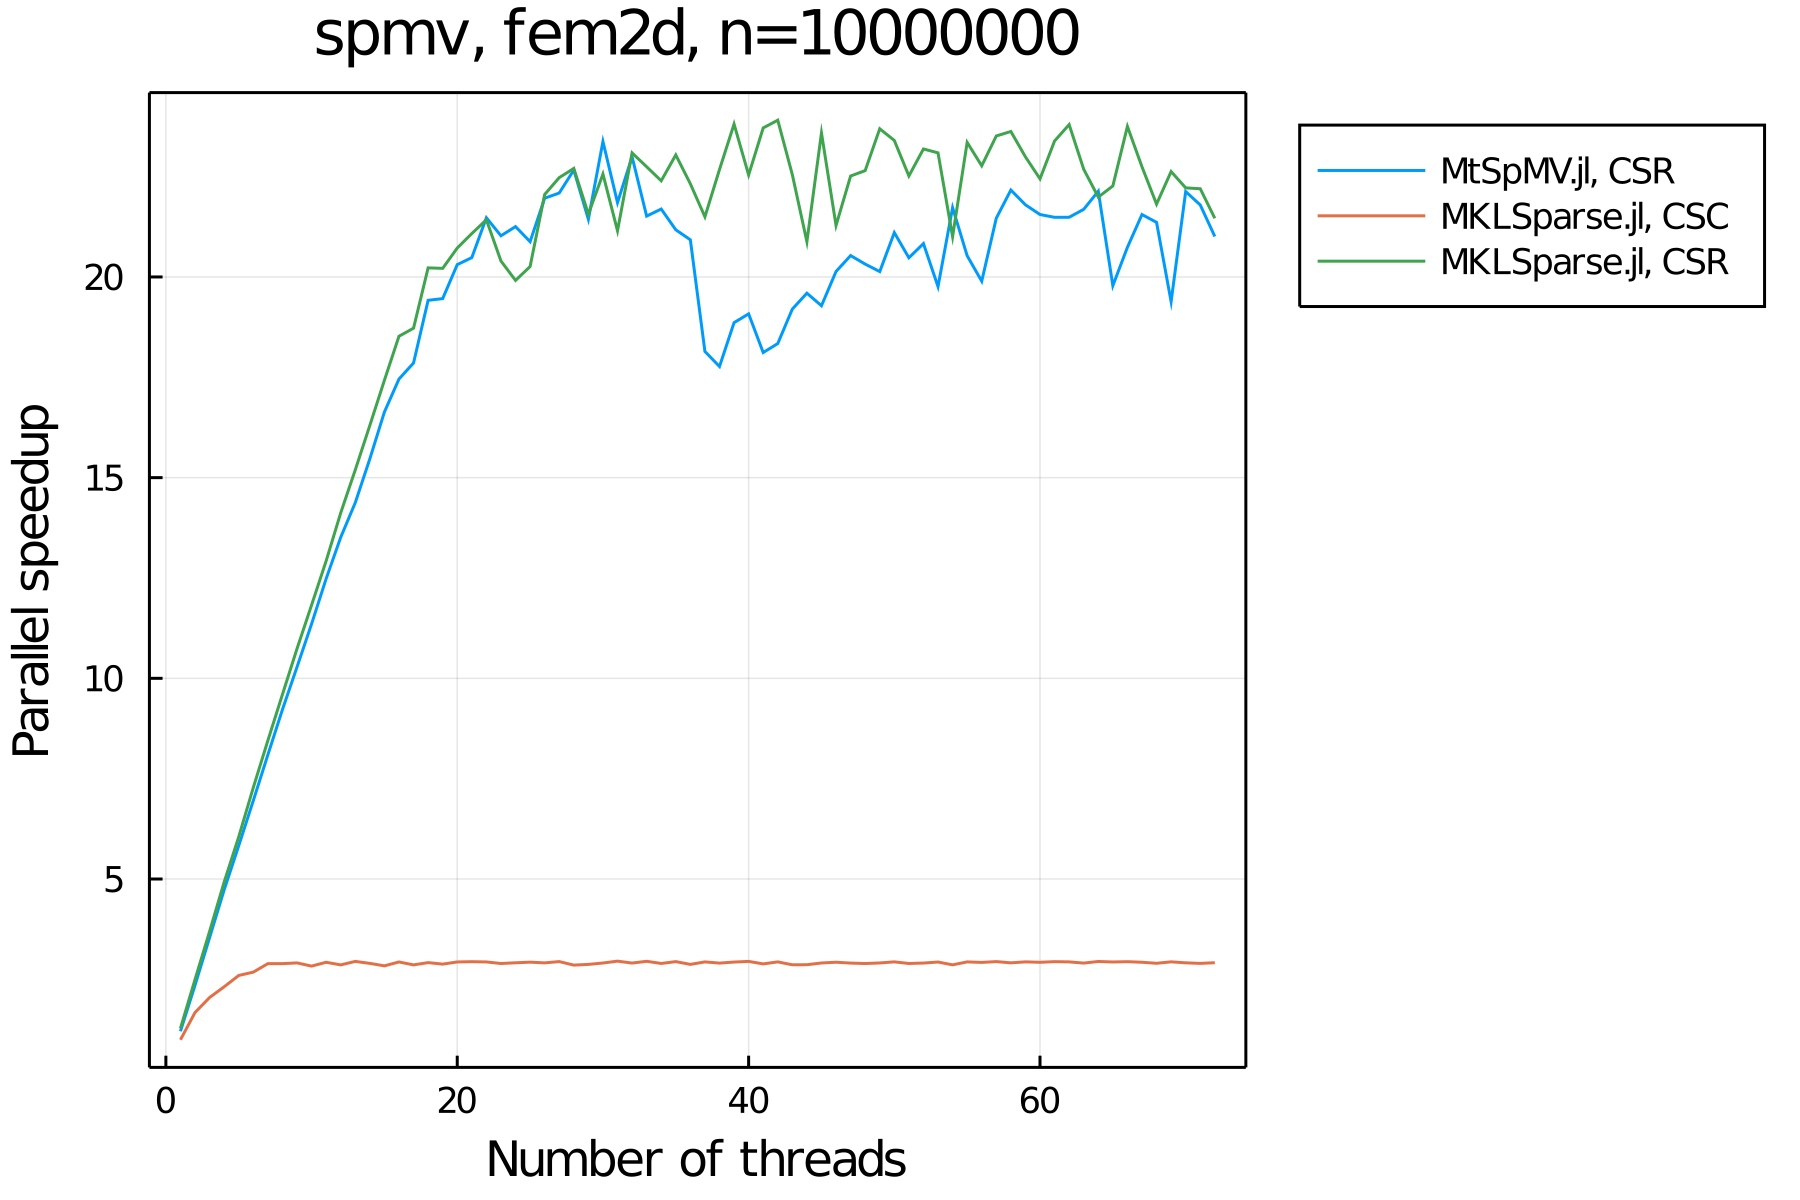 spmv, fem2d, n=10000000
MtSpMV.jl, CSR
MKLSparse.jl, CSC
MKLSparse.jl, CSR
Parallel speedup
20
15
10
5
0 20 40 60
Number of threads